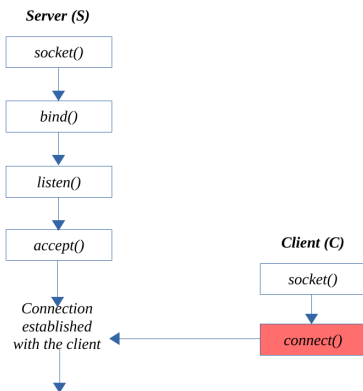 Server (S)
socket()
bind()
listen()
accept()
Connection
established
with the client
Client (C)
socket()
connect()